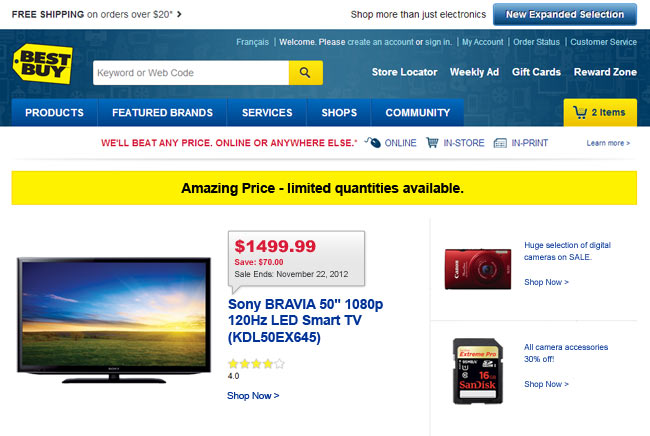 FREE SHIPPING on orders over $20* >
Shop more than just electronics
New Expanded Selection
Français | Welcome. Please create an account or sign in. | My Account | Order Status | Customer Service
BEST BUY
Keyword or Web Code
Store Locator Weekly Ad Gift Cards Reward Zone
PRODUCTS FEATURED BRANDS SERVICES SHOPS COMMUNITY
2 Items
WE'LL BEAT ANY PRICE. ONLINE OR ANYWHERE ELSE.* ONLINE IN-STORE IN-PRINT Learn more >
Amazing Price - limited quantities available.
$1499.99
Save: $70.00
Sale Ends: November 22, 2012
Sony BRAVIA 50" 1080p
120Hz LED Smart TV
(KDL50EX645)
4.0
Shop Now >
SONY
Canon
Huge selection of digital
cameras on SALE.
Shop Now >
SanDisk
Extreme Pro
95MB/s
16 GB
SanDisk
All camera accessories
30% off!
Shop Now >